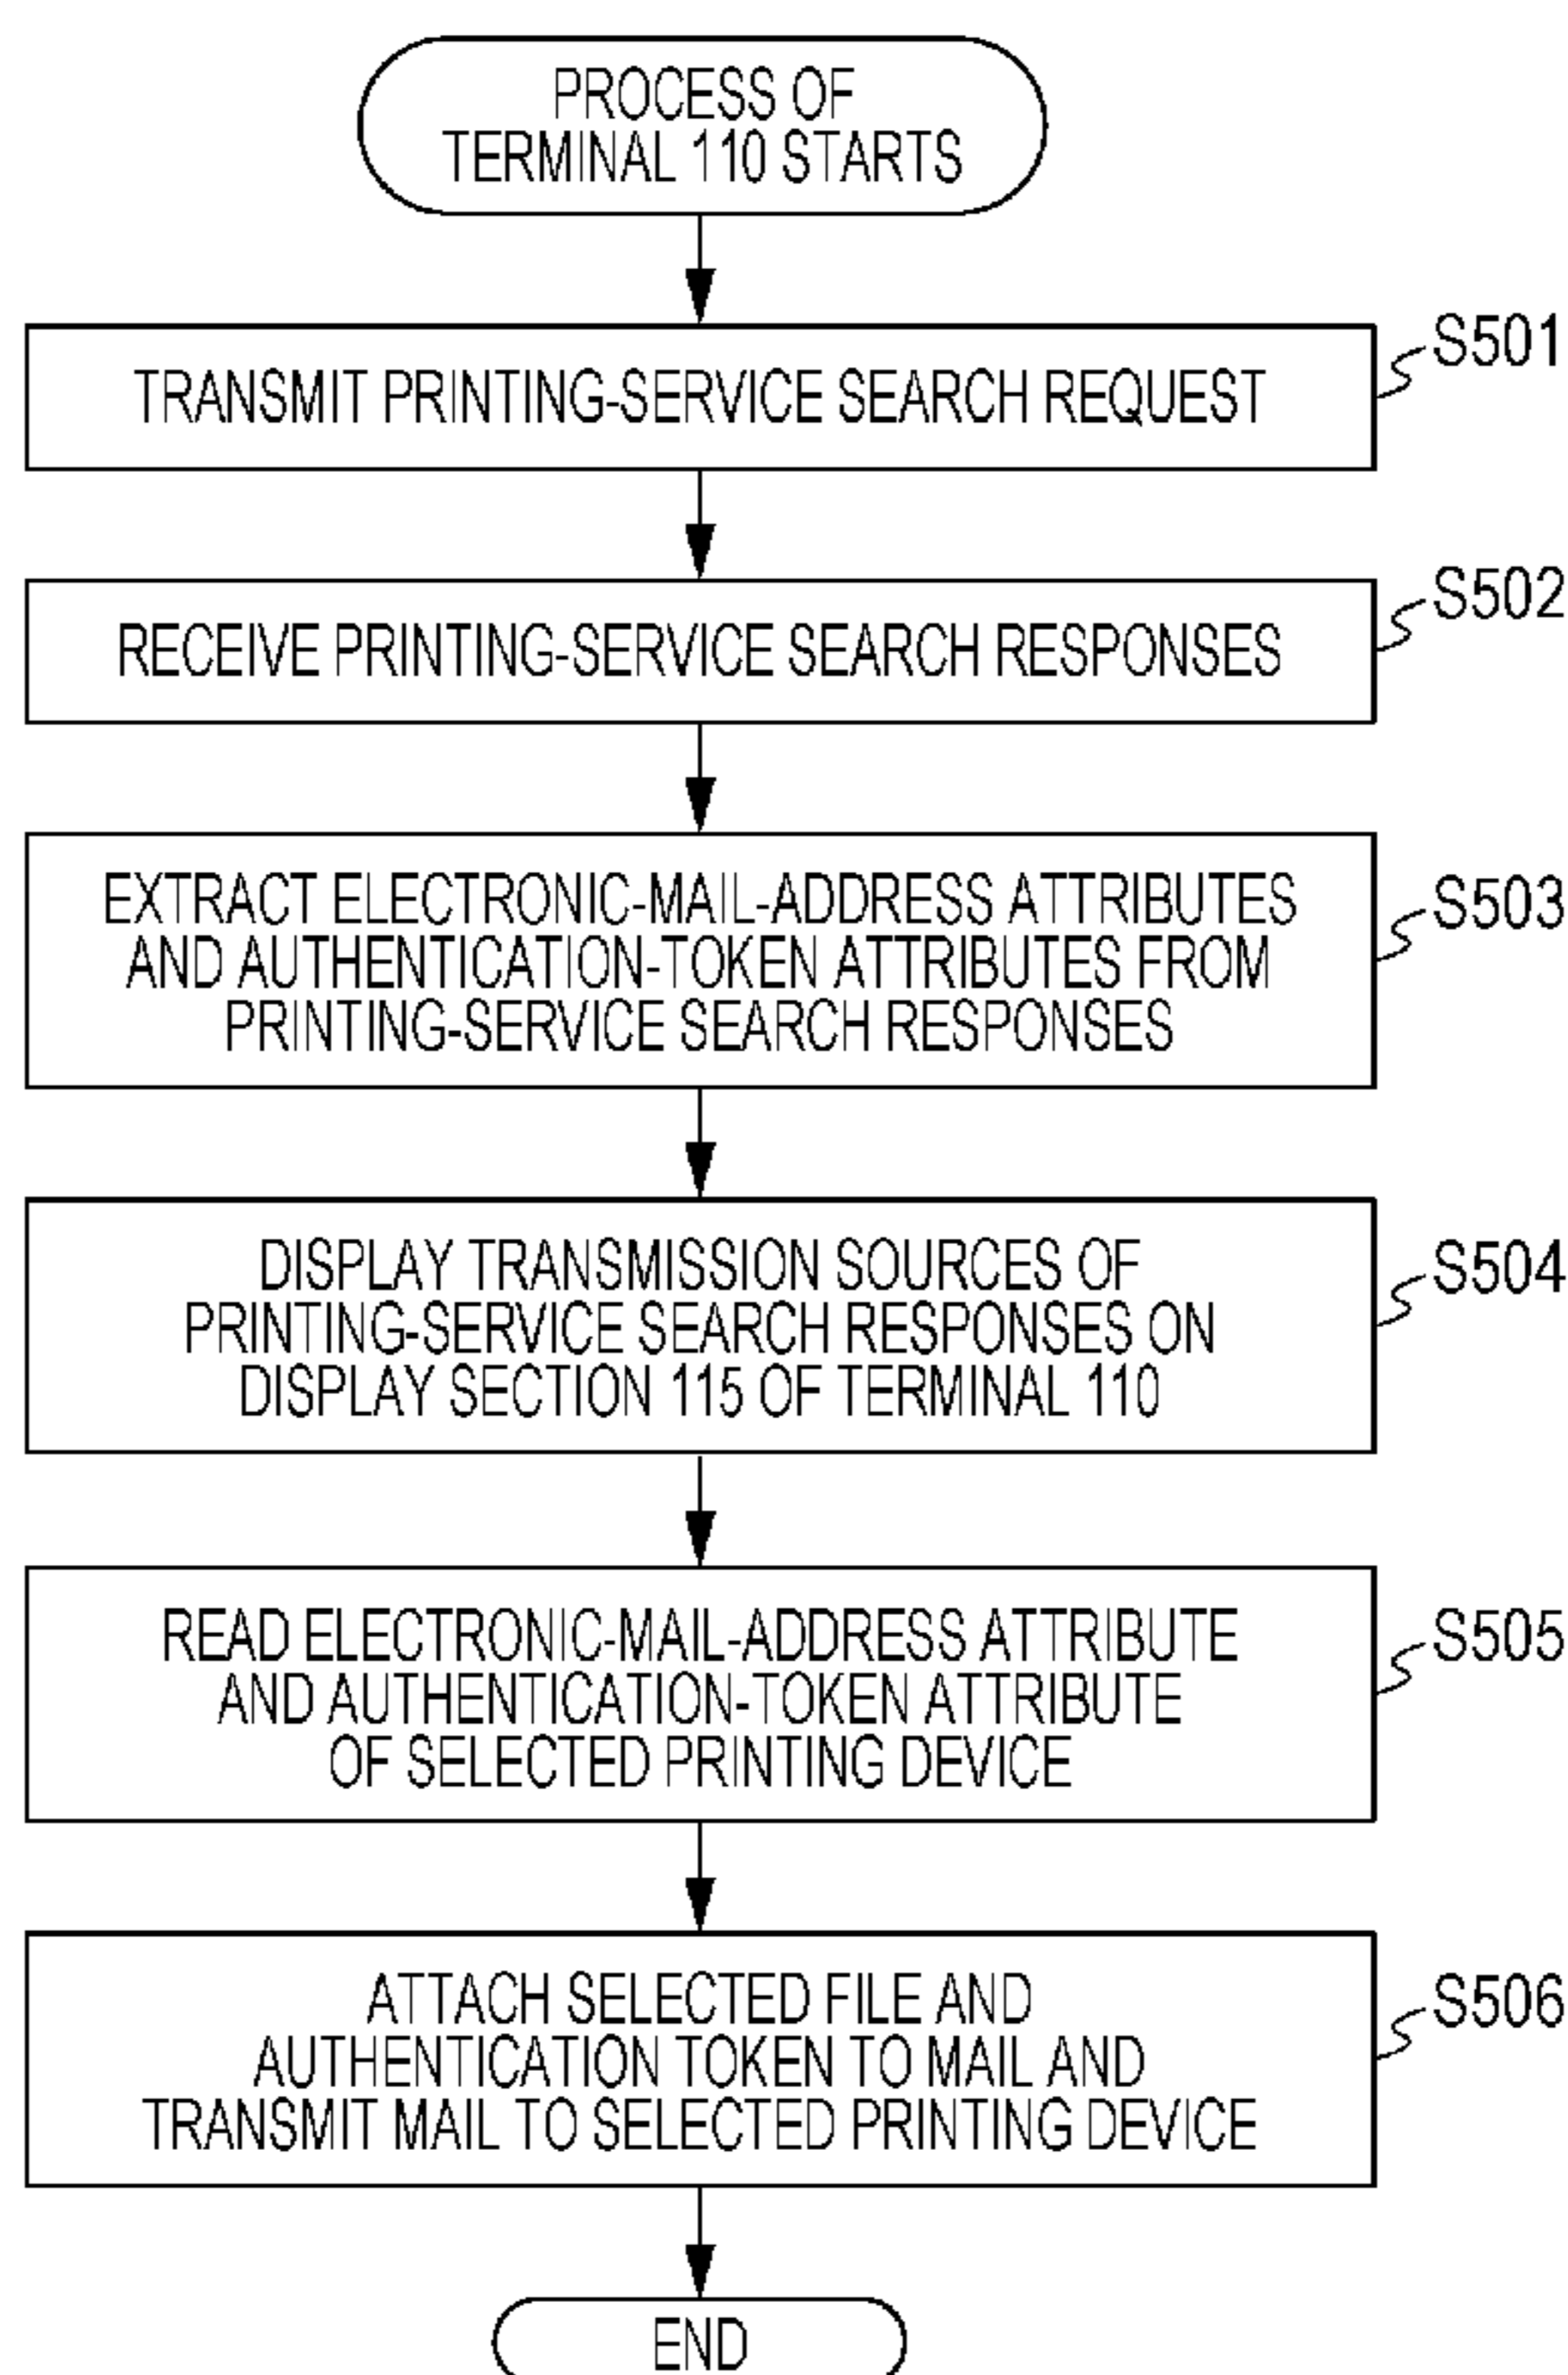 PROCESS OF
TERMINAL 110 STARTS
S501
TRANSMIT PRINTING-SERVICE SEARCH REQUEST
S502
RECEIVE PRINTING-SERVICE SEARCH RESPONSES
S503
EXTRACT ELECTRONIC-MAIL-ADDRESS ATTRIBUTES
AND AUTHENTICATION-TOKEN ATTRIBUTES FROM
PRINTING-SERVICE SEARCH RESPONSES
S504
DISPLAY TRANSMISSION SOURCES OF
PRINTING-SERVICE SEARCH RESPONSES ON
DISPLAY SECTION 115 OF TERMINAL 110
S505
READ ELECTRONIC-MAIL-ADDRESS ATTRIBUTE
AND AUTHENTICATION-TOKEN ATTRIBUTE
OF SELECTED PRINTING DEVICE
S506
ATTACH SELECTED FILE AND
AUTHENTICATION TOKEN TO MAIL AND
TRANSMIT MAIL TO SELECTED PRINTING DEVICE
END